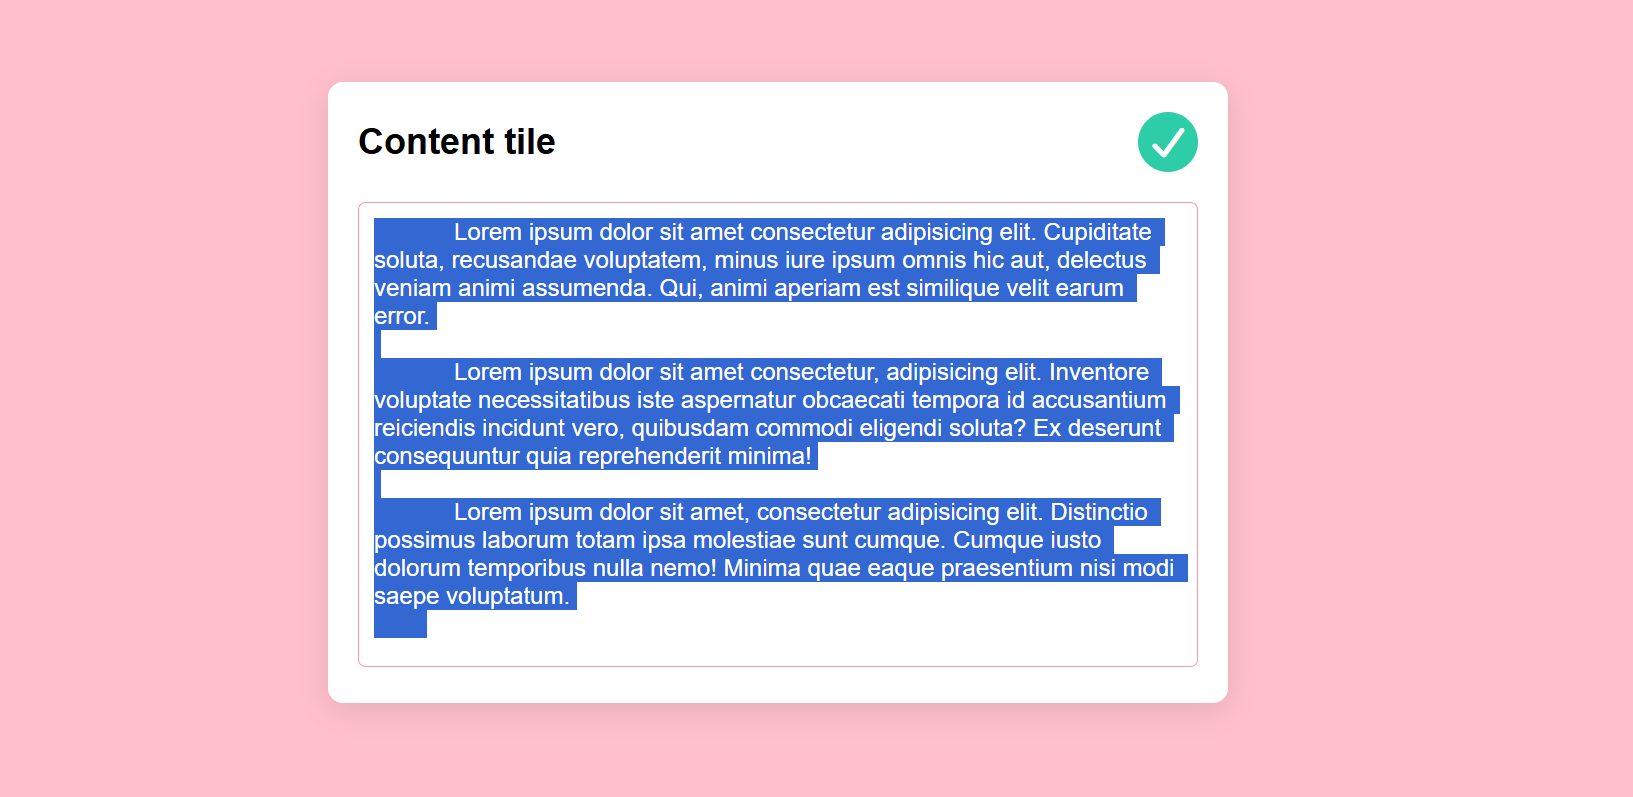 Content tile
Lorem ipsum dolor sit amet consectetur adipisicing elit. Cupiditate
soluta, recusandae voluptatem, minus iure ipsum omnis hic aut, delectus
veniam animi assumenda. Qui, animi aperiam est similique velit earum
error.
Lorem ipsum dolor sit amet consectetur, adipisicing elit. Inventore
voluptate necessitatibus iste aspernatur obcaecati tempora id accusantium
reiciendis incidunt vero, quibusdam commodi eligendi soluta? Ex deserunt
consequuntur quia reprehenderit minima!
Lorem ipsum dolor sit amet, consectetur adipisicing elit. Distinctio
possimus laborum totam ipsa molestiae sunt cumque. Cumque iusto
dolorum temporibus nulla nemo! Minima quae eaque praesentium nisi modi
saepe voluptatum.